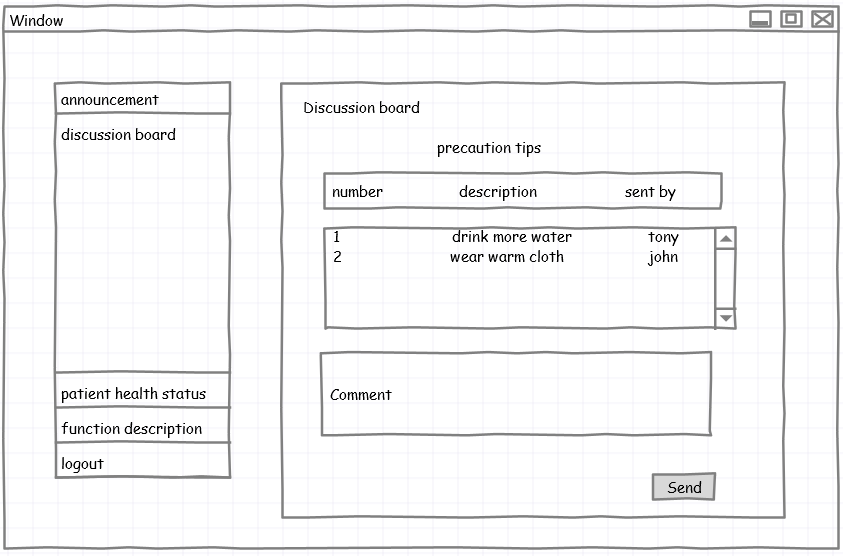 Window
announcement
discussion board
patient health status
function description
logout
Discussion board
precaution tips
number description sent by
1 drink more water tony
2 wear warm cloth john
Comment
Send